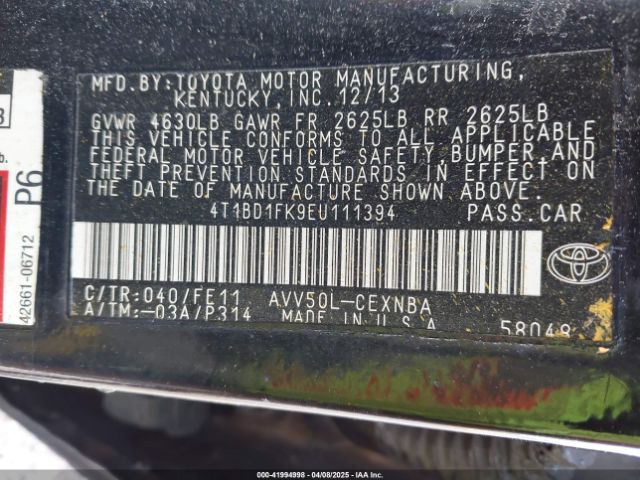 MFD. BY: TOYOTA MOTOR MANUFACTURING,
KENTUCKY, INC. 12/13
GVWR 4630LB GAWR FR 2625LB RR 2625LB
THIS VEHICLE CONFORMS TO ALL APPLICABLE
FEDERAL MOTOR VEHICLE SAFETY, BUMPER, AND
THEFT PREVENTION STANDARDS IN EFFECT ON
THE DATE OF MANUFACTURE SHOWN ABOVE.
4T1BD1FK9EU111394 PASS. CAR
C/TR: 040/FE11 AVV50L-CEXNBA
A/TM: -03A/P314 MADE IN U.S.A.
58048
P6
42661-06712
000-41994998 04/08/2025 IAA Inc.